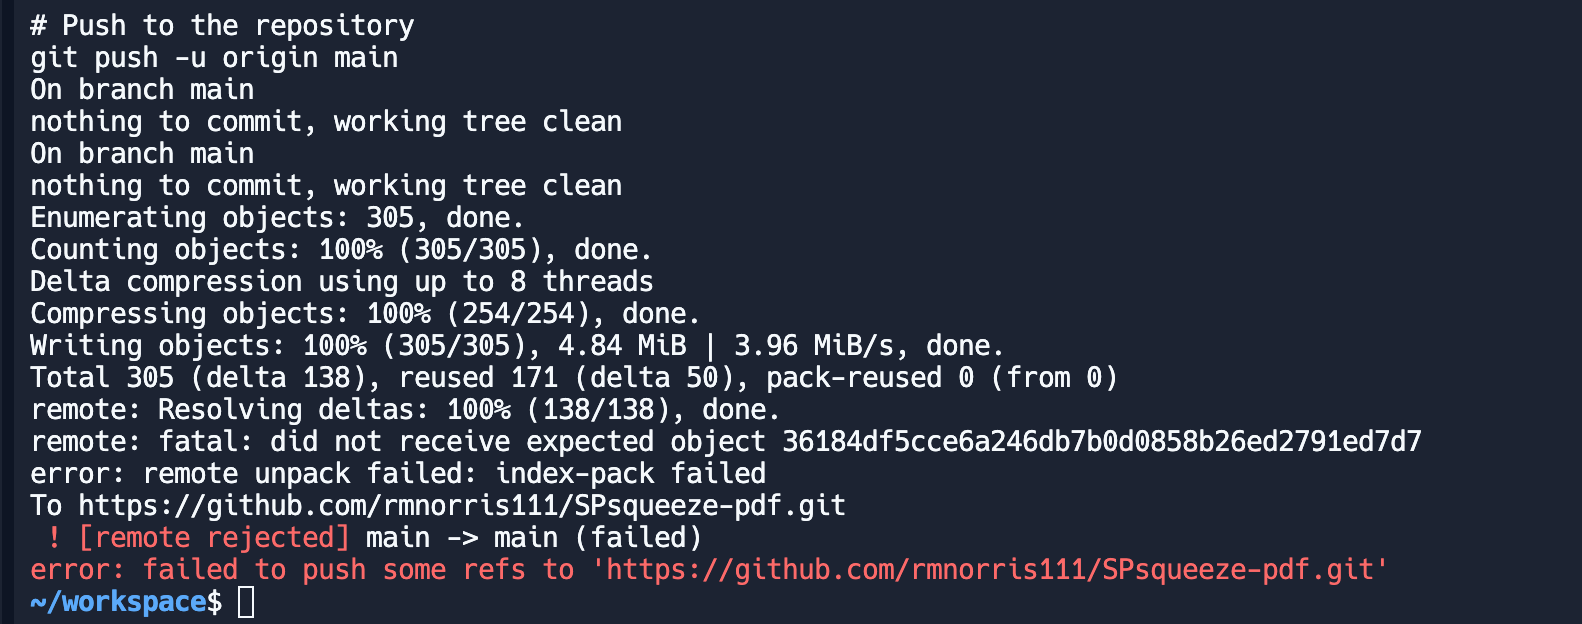 # Push to the repository
git push -u origin main
On branch main
nothing to commit, working tree clean
On branch main
nothing to commit, working tree clean
Enumerating objects: 305, done.
Counting objects: 100% (305/305), done.
Delta compression using up to 8 threads
Compressing objects: 100% (254/254), done.
Writing objects: 100% (305/305), 4.84 MiB | 3.96 MiB/s, done.
Total 305 (delta 138), reused 171 (delta 50), pack-reused 0 (from 0)
remote: Resolving deltas: 100% (138/138), done.
remote: fatal: did not receive expected object 36184df5cce6a246db7b0d0858b26ed2791ed7d7
error: remote unpack failed: index-pack failed
To https://github.com/rmnorris111/SPsqueeze-pdf.git
 ! [remote rejected] main -> main (failed)
error: failed to push some refs to 'https://github.com/rmnorris111/SPsqueeze-pdf.git'
~/workspace$